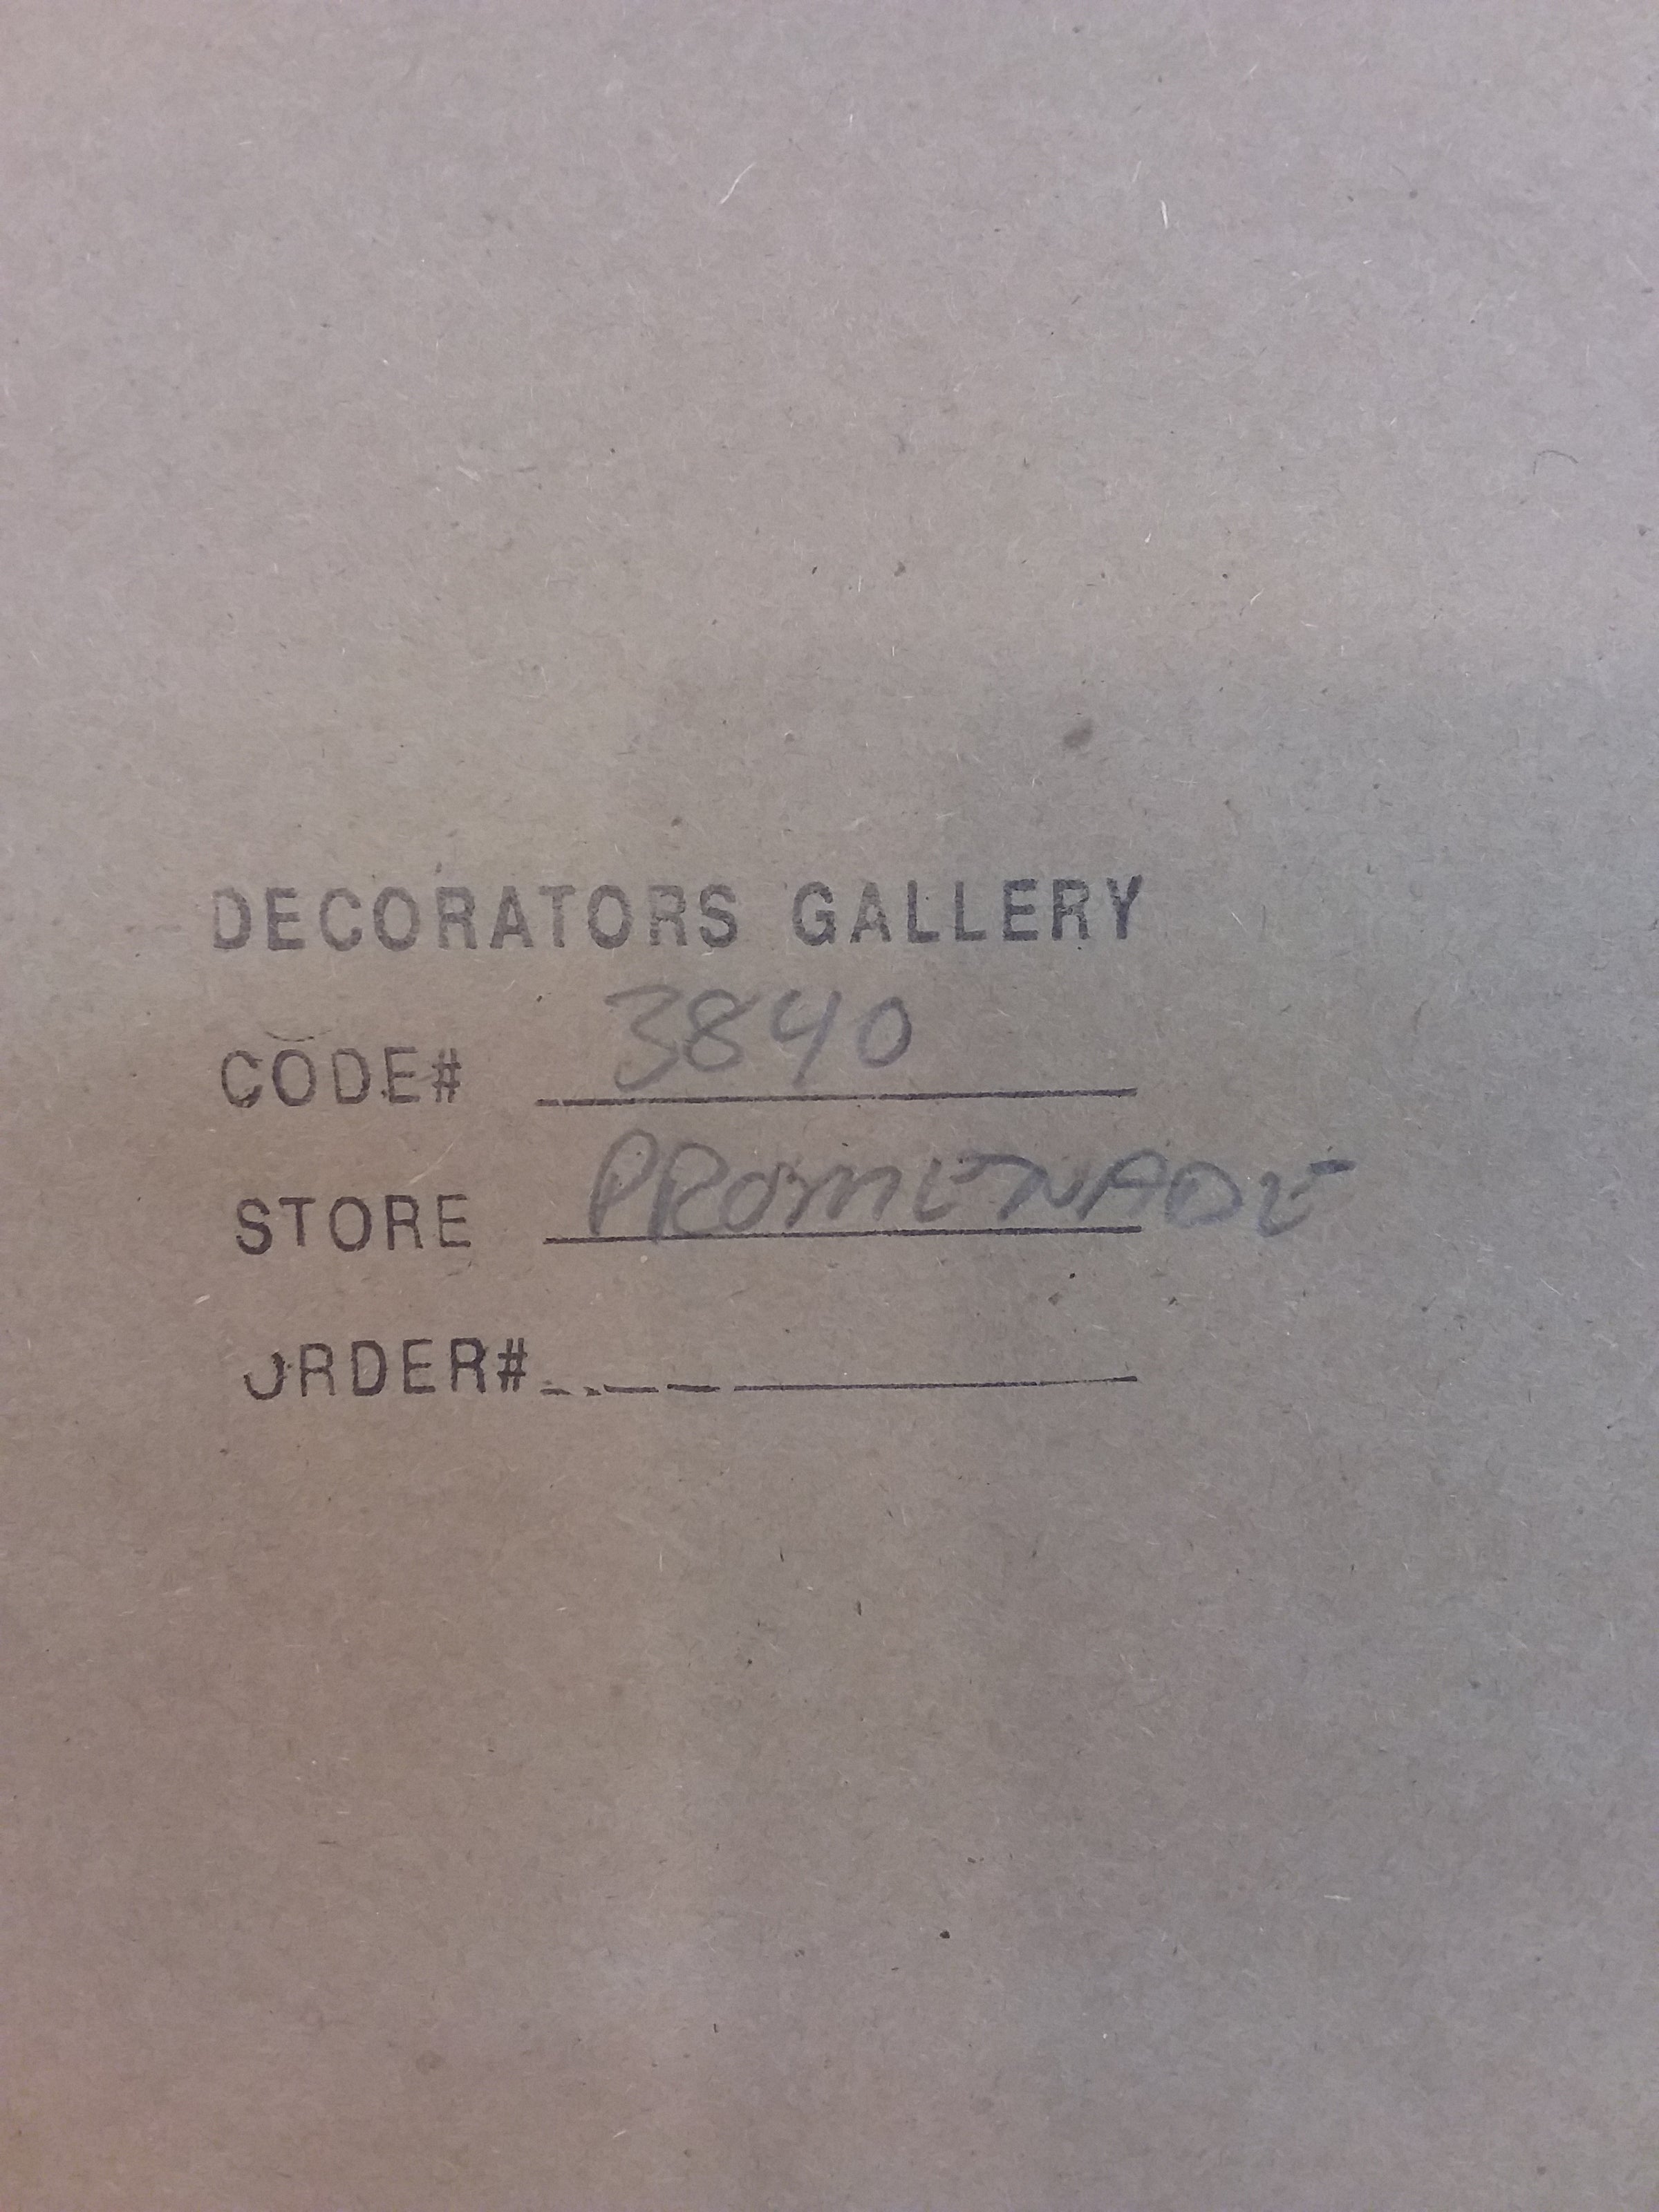 DECORATORS GALLERY
CODE# 3840
STORE PROMENADE
ORDER#